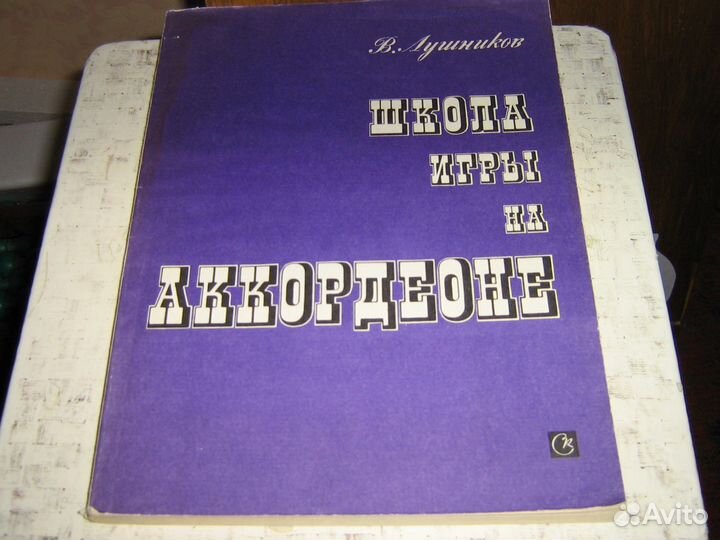 В. Лушников
ШКОЛА
ИГРЫ
НА
АККОРДЕОНЕ
СК
Avito